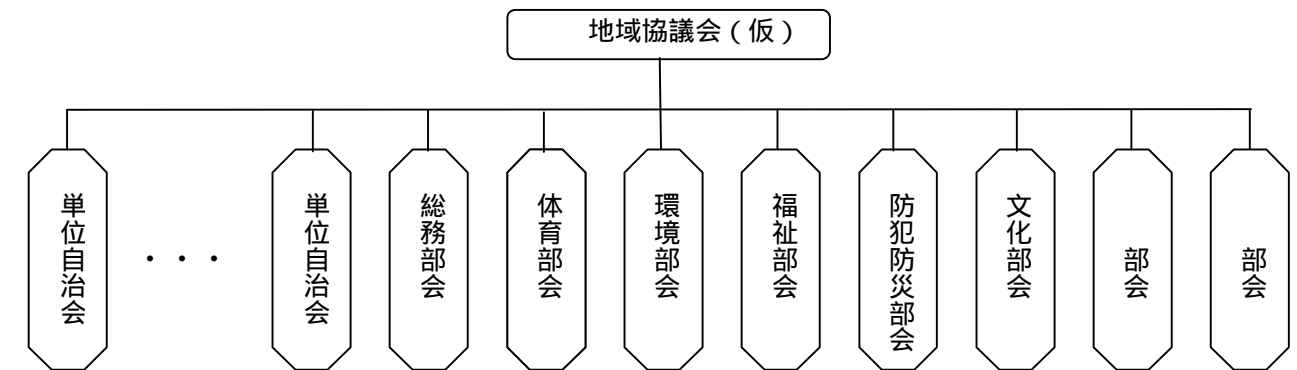 地域協議会(仮)
単位自治会
・・・
単位自治会
総務部会
体育部会
環境部会
福祉部会
防犯防災部会
文化部会
部会
部会